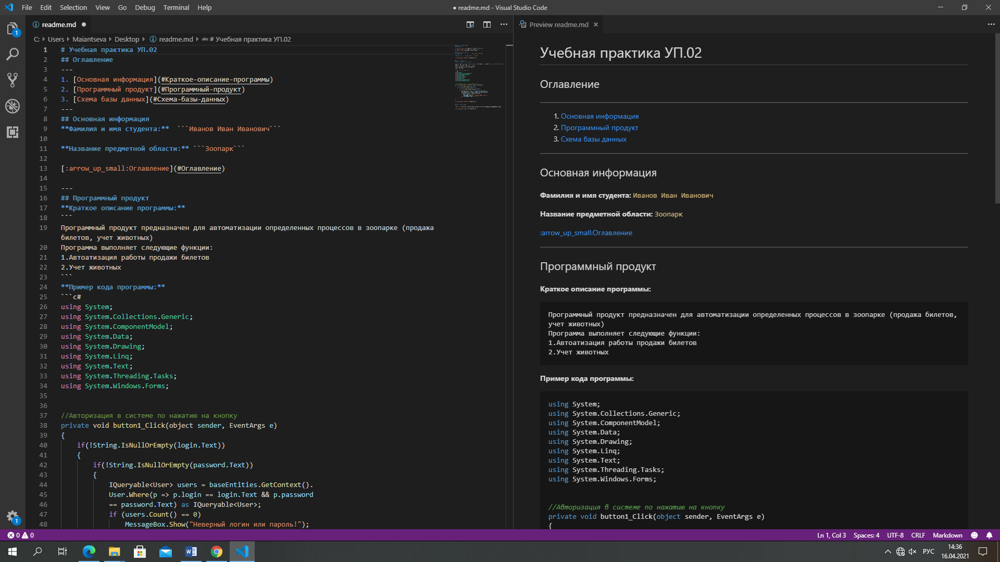 File Edit Selection View Go Debug Terminal Help
● readme.md - Visual Studio Code
readme.md
C: Users Maiantseva Desktop readme.md abc # Учебная практика УП.02
1 # Учебная практика УП.02
2 ## Оглавление
3 ---
4 1. [Основная информация](#Краткое-описание-программы)
5 2. [Программный продукт](#Программный-продукт)
6 3. [Схема базы данных](#Схема-базы-данных)
7 ---
8 ## Основная информация
9 **Фамилия и имя студента:** ```Иванов Иван Иванович```
10
11 **Название предметной области:** ```Зоопарк```
12
13 [:arrow_up_small:Оглавление](#Оглавление)
14
15 ---
16 ## Программный продукт
17 **Краткое описание программы:**
18 ```
19 Программный продукт предназначен для автоматизации определенных процессов в зоопарке (продажа
билетов, учет животных)
20 Программа выполняет следующие функции:
21 1.Автоатизация работы продажи билетов
22 2.Учет животных
23 ```
24 **Пример кода программы:**
25 ```c#
26 using System;
27 using System.Collections.Generic;
28 using System.ComponentModel;
29 using System.Data;
30 using System.Drawing;
31 using System.Linq;
32 using System.Text;
33 using System.Threading.Tasks;
34 using System.Windows.Forms;
35
36
37 //Авторизация в системе по нажатию на кнопку
38 private void button1_Click(object sender, EventArgs e)
39 {
40 if(!String.IsNullOrEmpty(login.Text))
41 {
42 if(!String.IsNullOrEmpty(password.Text))
43 {
44 IQueryable<User> users = baseEntities.GetContext().
45 User.Where(p => p.login == login.Text && p.password
46 == password.Text) as IQueryable<User>;
47 if (users.Count() == 0)
48 MessageBox.Show("Неверный логин или пароль!");
Preview readme.md
Учебная практика УП.02
Оглавление
1. Основная информация
2. Программный продукт
3. Схема базы данных
Основная информация
Фамилия и имя студента: Иванов Иван Иванович
Название предметной области: Зоопарк
:arrow_up_small:Оглавление
Программный продукт
Краткое описание программы:
Программный продукт предназначен для автоматизации определенных процессов в зоопарке (продажа билетов,
учет животных)
Программа выполняет следующие функции:
1.Автоатизация работы продажи билетов
2.Учет животных
Пример кода программы:
using System;
using System.Collections.Generic;
using System.ComponentModel;
using System.Data;
using System.Drawing;
using System.Linq;
using System.Text;
using System.Threading.Tasks;
using System.Windows.Forms;
//Авторизация в системе по нажатию на кнопку
private void button1_Click(object sender, EventArgs e)
{
1
1
0 0
Ln 1, Col 3 Spaces: 4 UTF-8 CRLF Markdown
РУС
14:36
16.04.2021